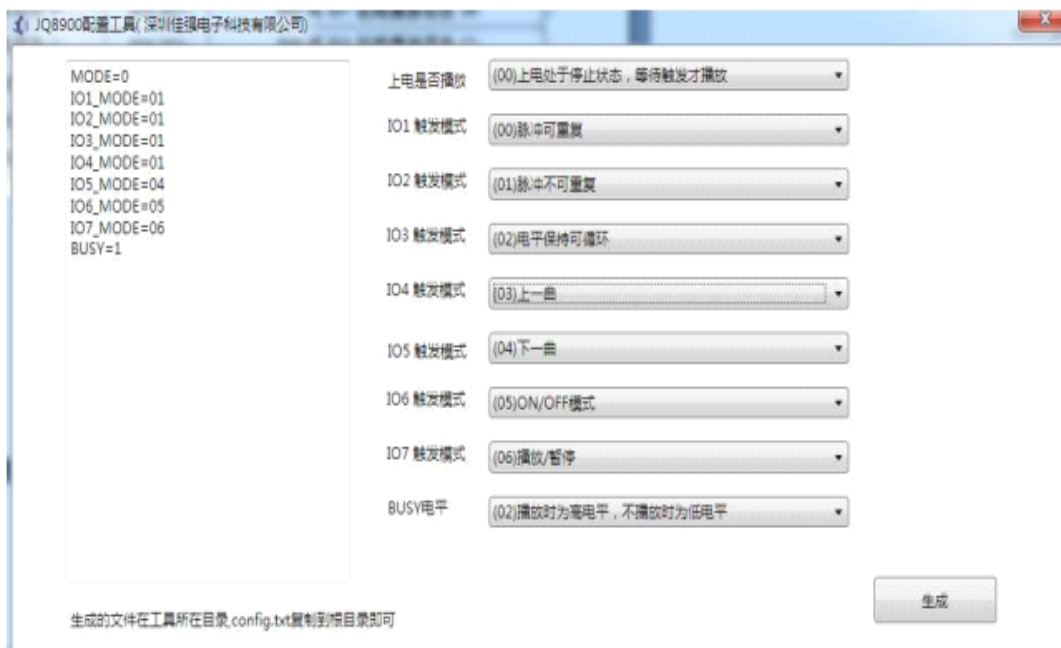 JQ8900配置工具( 深圳佳强电子科技有限公司)
MODE=0
IO1_MODE=01
IO2_MODE=01
IO3_MODE=01
IO4_MODE=01
IO5_MODE=04
IO6_MODE=05
IO7_MODE=06
BUSY=1
上电是否播放 (00)上电处于停止状态，等待触发才播放
IO1 触发模式 (00)脉冲可重复
IO2 触发模式 (01)脉冲不可重复
IO3 触发模式 (02)电平保持可循环
IO4 触发模式 (03)上一曲
IO5 触发模式 (04)下一曲
IO6 触发模式 (05)ON/OFF模式
IO7 触发模式 (06)播放/暂停
BUSY电平 (02)播放时为高电平，不播放时为低电平
生成
生成的文件在工具所在目录,config.txt复制到根目录即可